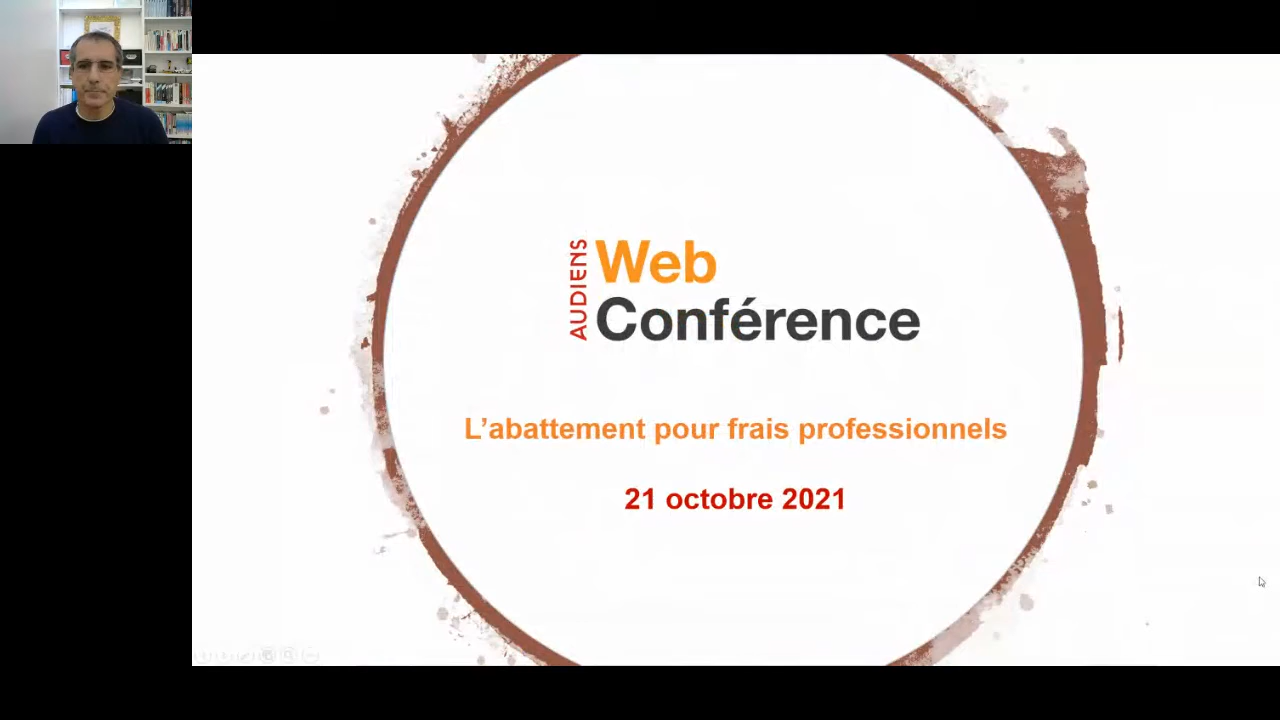 AUDIENS
Web
Conférence
L'abattement pour frais professionnels
21 octobre 2021